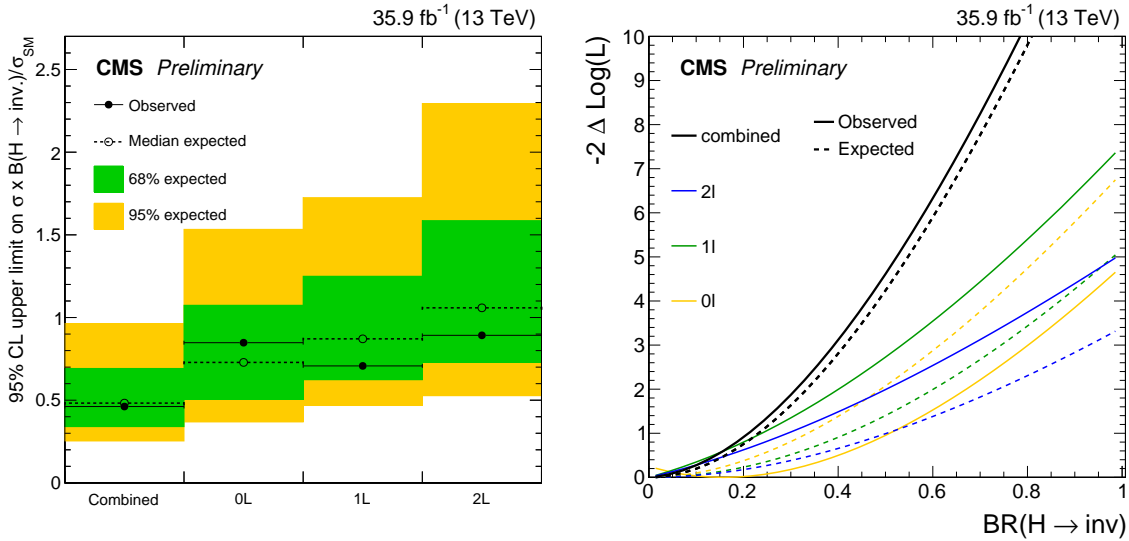 35.9 fb⁻¹ (13 TeV)
95% CL upper limit on σ x B(H → inv.)/σ_SM
2.5
2
1.5
1
0.5
0
CMS Preliminary
Observed
Median expected
68% expected
95% expected
Combined 0L 1L 2L
35.9 fb⁻¹ (13 TeV)
-2 Δ Log(L)
10
9
8
7
6
5
4
3
2
1
0
CMS Preliminary
combined
2l
1l
0l
Observed
Expected
0 0.2 0.4 0.6 0.8 1
BR(H → inv)